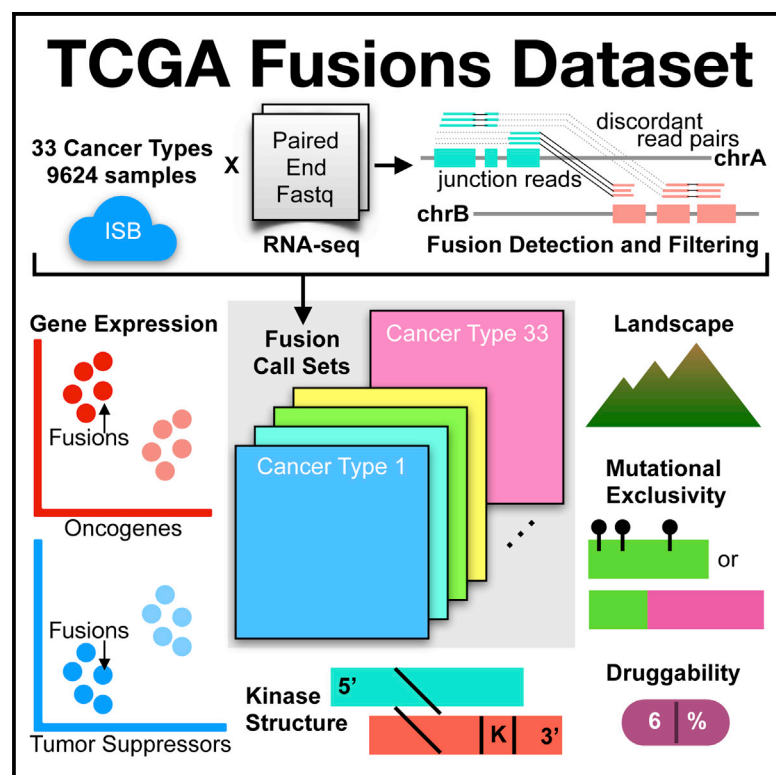 TCGA Fusions Dataset
33 Cancer Types
9624 samples
X
ISB
Paired
End
Fastq
RNA-seq
discordant
read pairs
chrA
junction reads
chrB
Fusion Detection and Filtering
Gene Expression
Fusions
Oncogenes
Fusions
Tumor Suppressors
Fusion
Call Sets
Cancer Type 33
Cancer Type 1
Kinase
Structure
5’
K
3’
Landscape
Mutational
Exclusivity
or
Druggability
6 %